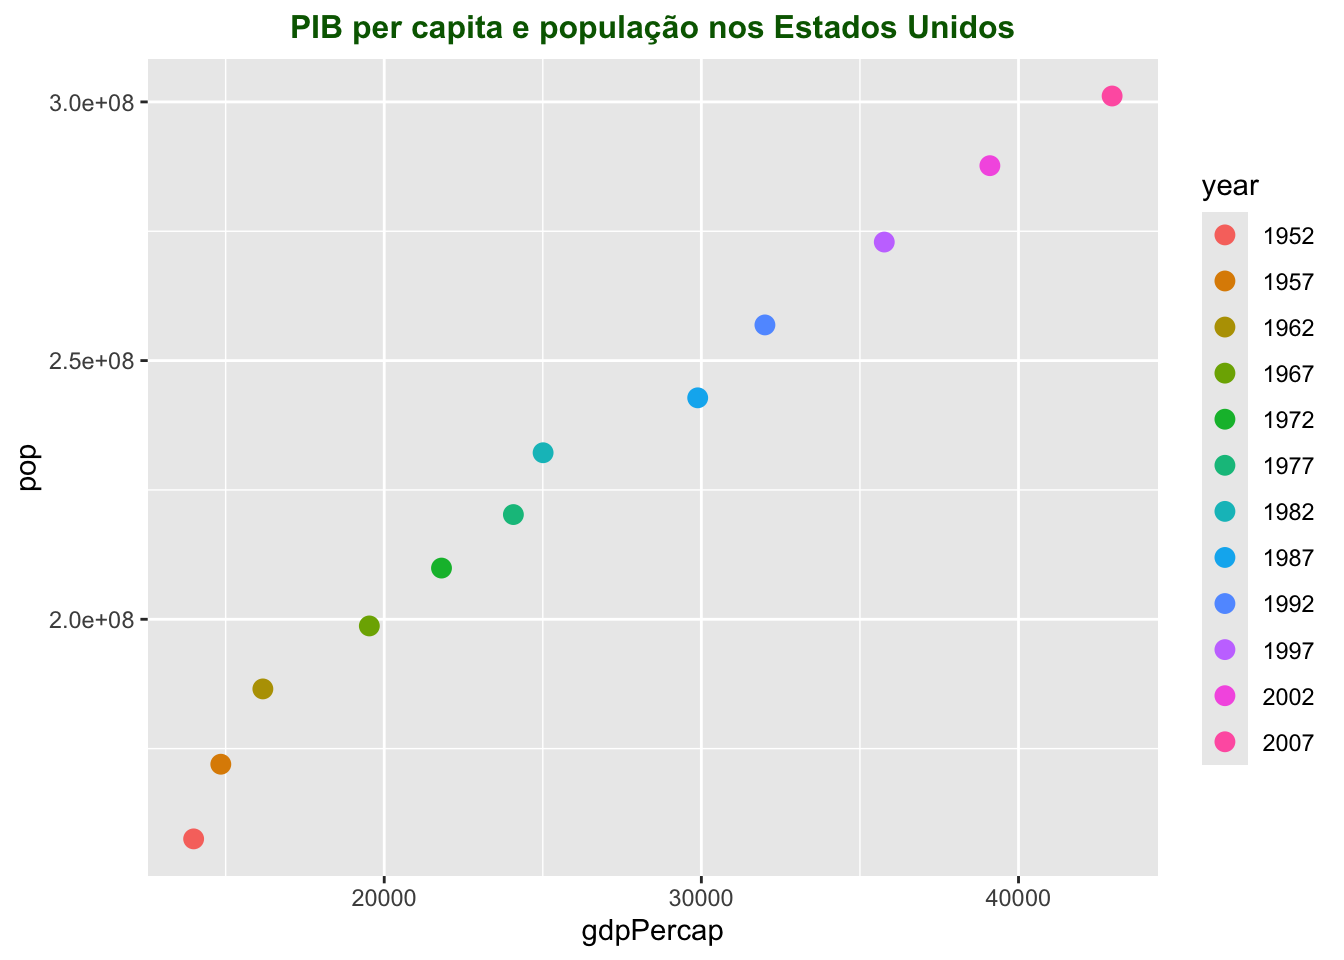 PIB per capita e população nos Estados Unidos
3.0e+08
2.5e+08
2.0e+08
pop
20000
30000
40000
gdpPercap
year
1952
1957
1962
1967
1972
1977
1982
1987
1992
1997
2002
2007